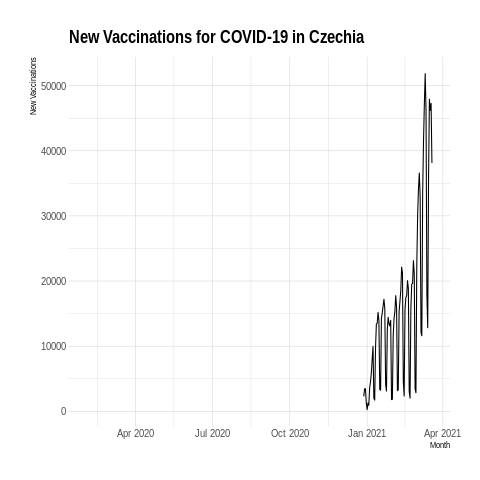 New Vaccinations for COVID-19 in Czechia
New Vaccinations
50000
40000
30000
20000
10000
0
Apr 2020 Jul 2020 Oct 2020 Jan 2021 Apr 2021
Month